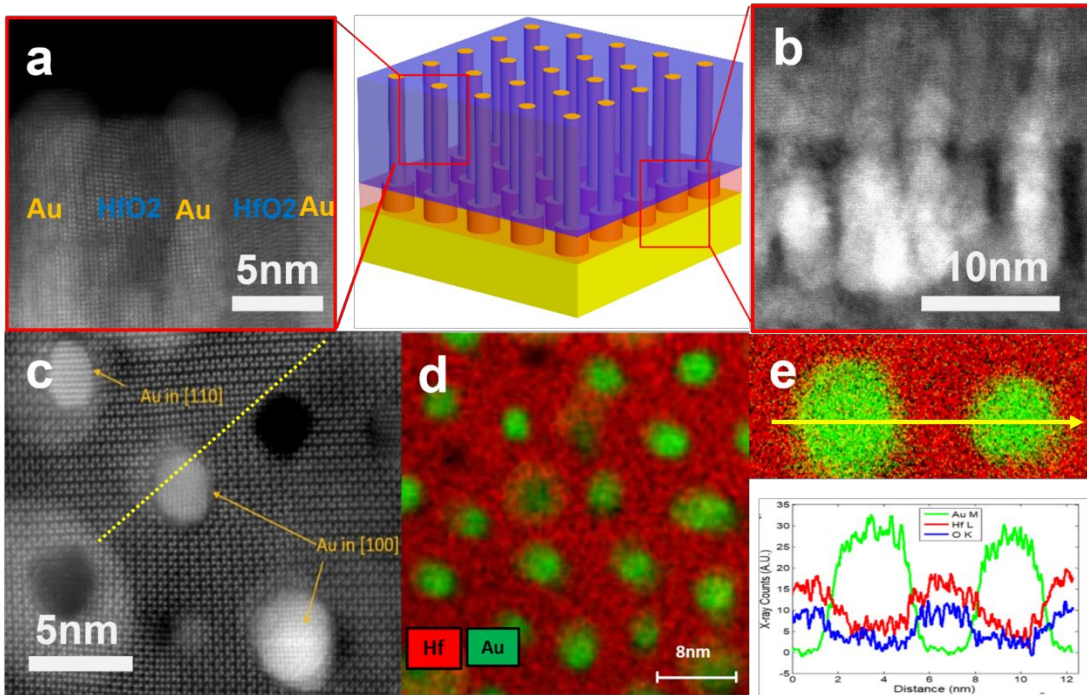 a
Au
HfO2
Au
HfO2
Au
5nm
b
10nm
c
Au in [110]
Au in [100]
5nm
d
Hf
Au
8nm
e
X-ray Counts (A.U.)
35
30
25
20
15
10
5
0
-5
Au M
Hf L
O K
0 2 4 6 8 10 12
Distance (nm)